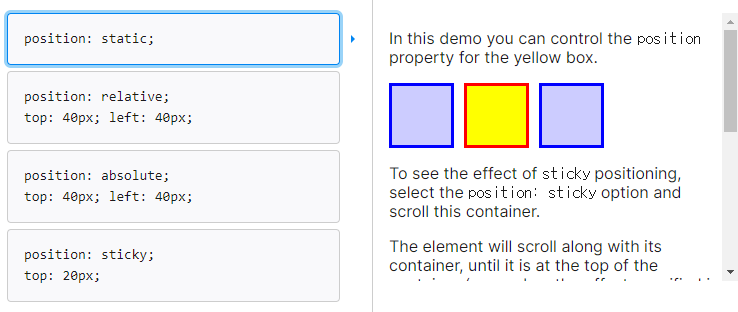 position: static;
position: relative;
top: 40px; left: 40px;
position: absolute;
top: 40px; left: 40px;
position: sticky;
top: 20px;
In this demo you can control the position
property for the yellow box.
To see the effect of sticky positioning,
select the position: sticky option and
scroll this container.
The element will scroll along with its
container, until it is at the top of the